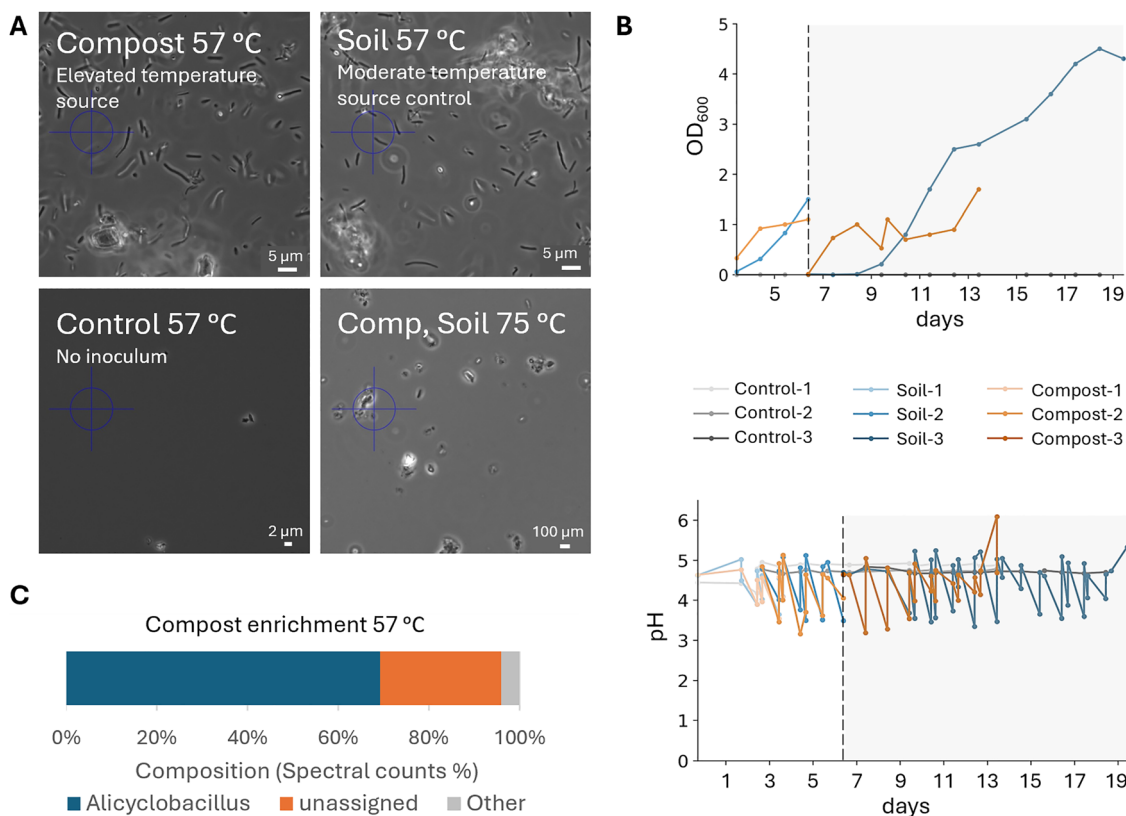 A
Compost 57 ºC
Elevated temperature
source
5 µm
Soil 57 ºC
Moderate temperature
source control
5 µm
Control 57 ºC
No inoculum
2 µm
Comp, Soil 75 ºC
100 µm
B
OD600
5
4
3
2
1
0
5
7
9
11
13
15
17
19
days
Control-1
Control-2
Control-3
Soil-1
Soil-2
Soil-3
Compost-1
Compost-2
Compost-3
pH
6
5
4
3
2
1
0
1
3
5
7
9
11
13
15
17
19
days
C
Compost enrichment 57 ºC
0%
20%
40%
60%
80%
100%
Composition (Spectral counts %)
Alicyclobacillus
unassigned
Other